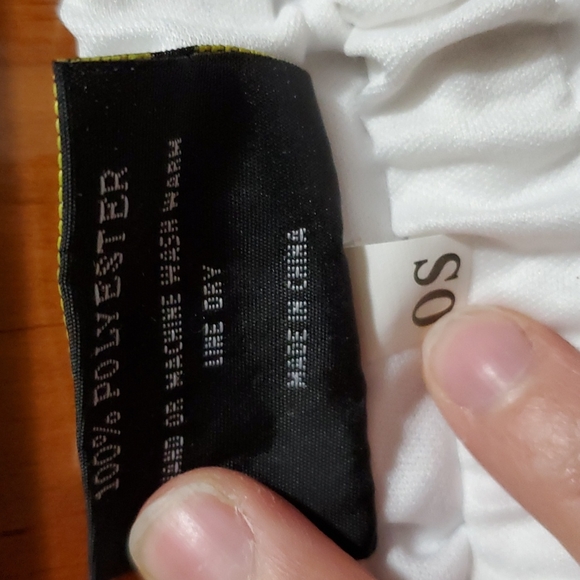 100% POLYESTER
HAND OR MACHINE WASH WARM
LINE DRY
MADE IN CHINA
OS